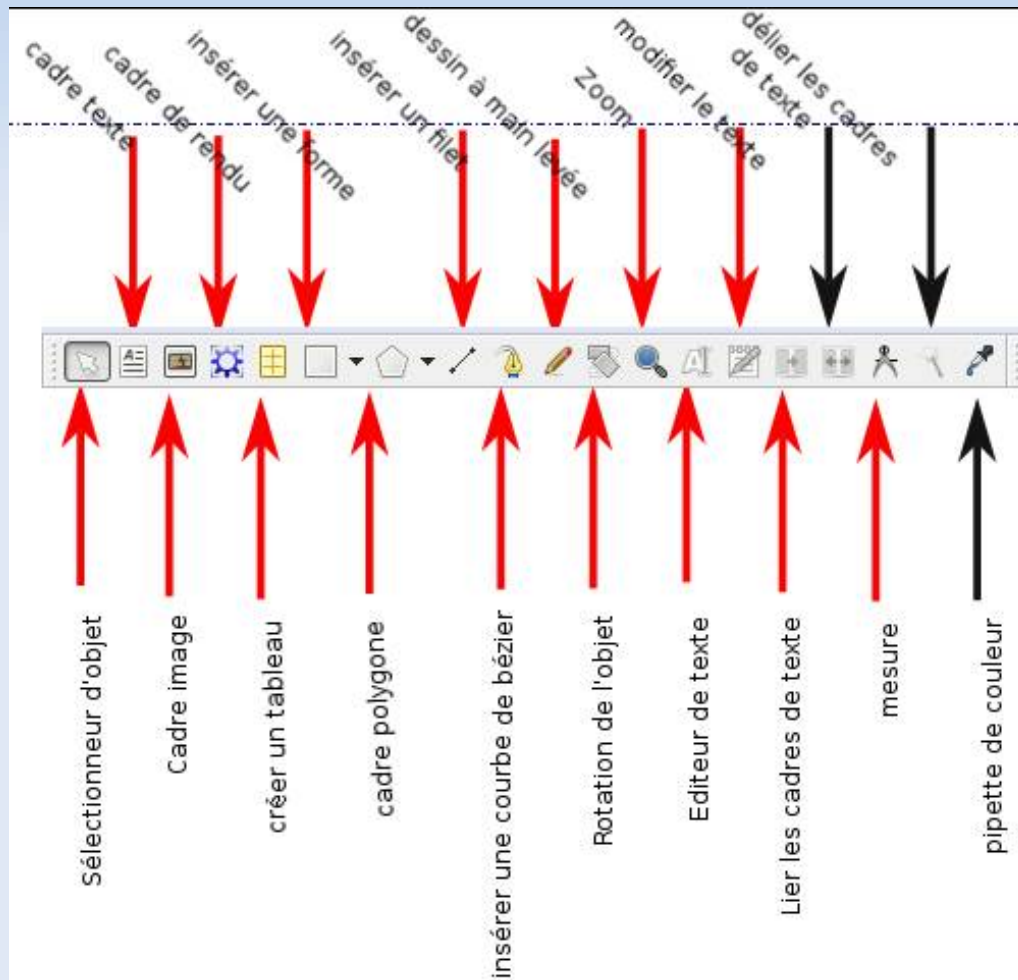 cadre texte
cadre de rendu
insérer une forme
insérer un filet
dessin à main levée
Zoom
modifier le texte
délier les cadres
de texte
Sélectionneur d'objet
Cadre image
créer un tableau
cadre polygone
insérer une courbe de bézier
Rotation de l'objet
Editeur de texte
Lier les cadres de texte
mesure
pipette de couleur